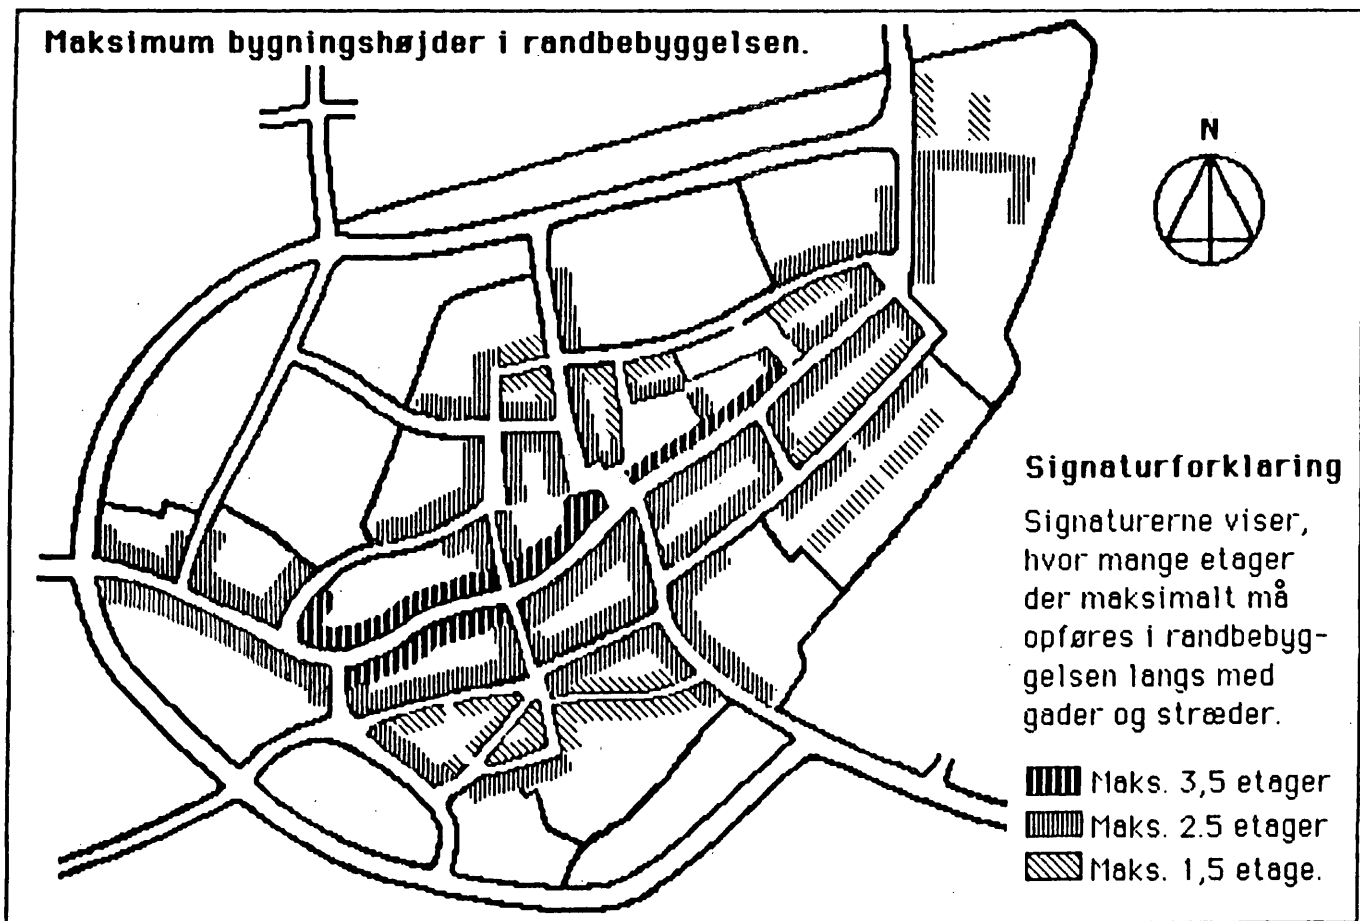 Maksimum bygningshøjder i randbebyggelsen.
N
Signaturforklaring
Signaturerne viser,
hvor mange etager
der maksimalt må
opføres i randbebyg-
gelsen langs med
gader og stræder.
Maks. 3,5 etager
Maks. 2.5 etager
Maks. 1,5 etage.